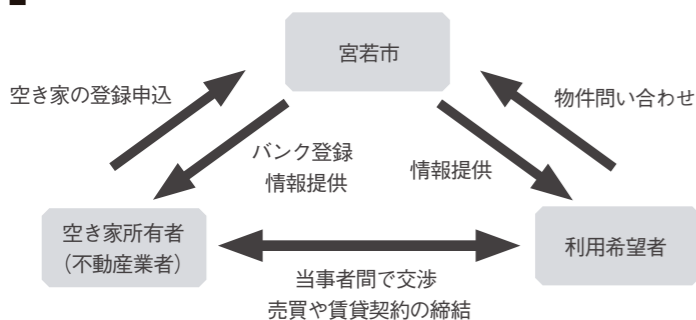 宮若市
空き家の登録申込
物件問い合わせ
バンク登録
情報提供
情報提供
空き家所有者
（不動産業者）
利用希望者
当事者間で交渉
売買や賃貸契約の締結